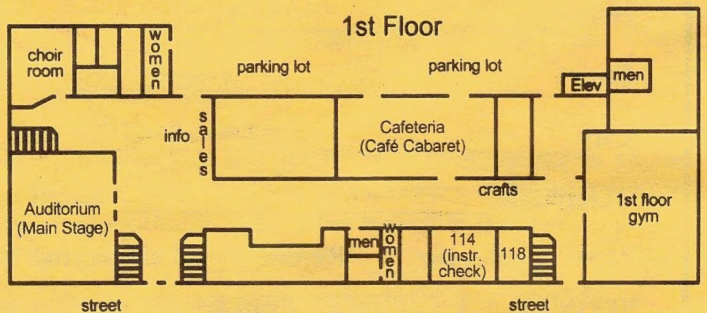 1st Floor
choir
room
women
parking lot
parking lot
Elev
men
info
sales
Cafeteria
(Café Cabaret)
crafts
1st floor
gym
Auditorium
(Main Stage)
men
women
114
(instr.
check)
118
street
street